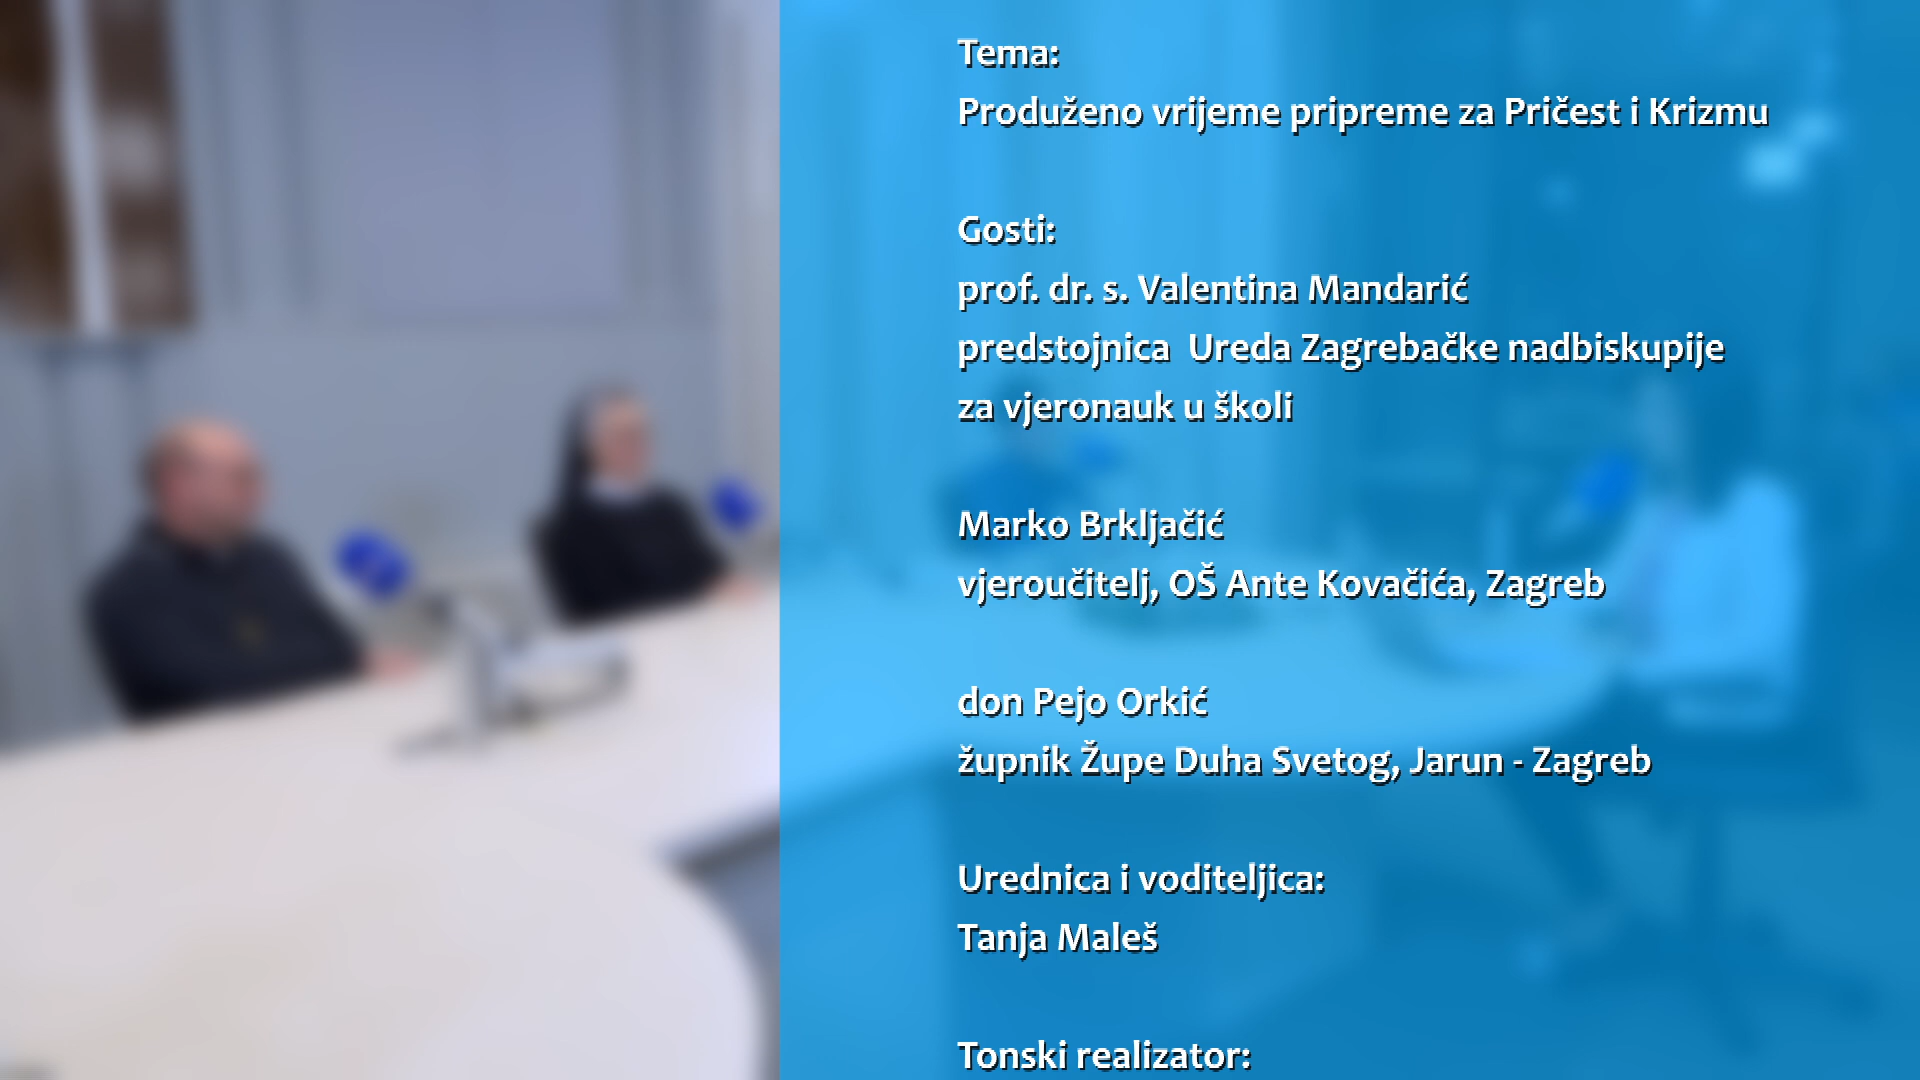 Tema:
Produženo vrijeme pripreme za Pričest i Krizmu
Gosti:
prof. dr. s. Valentina Mandarić
predstojnica  Ureda Zagrebačke nadbiskupije
za vjeronauk u školi
Marko Brkljačić
vjeroučitelj, OŠ Ante Kovačića, Zagreb
don Pejo Orkić
župnik Župe Duha Svetog, Jarun - Zagreb
Urednica i voditeljica:
Tanja Maleš
Tonski realizator: